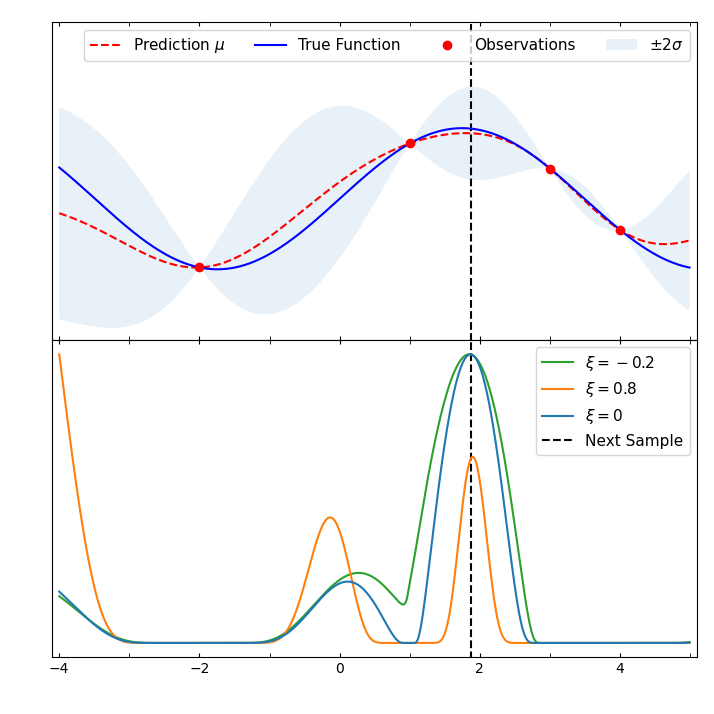 Prediction μ True Function Observations ±2σ
ξ = −0.2
ξ = 0.8
ξ = 0
Next Sample
−4 −2 0 2 4